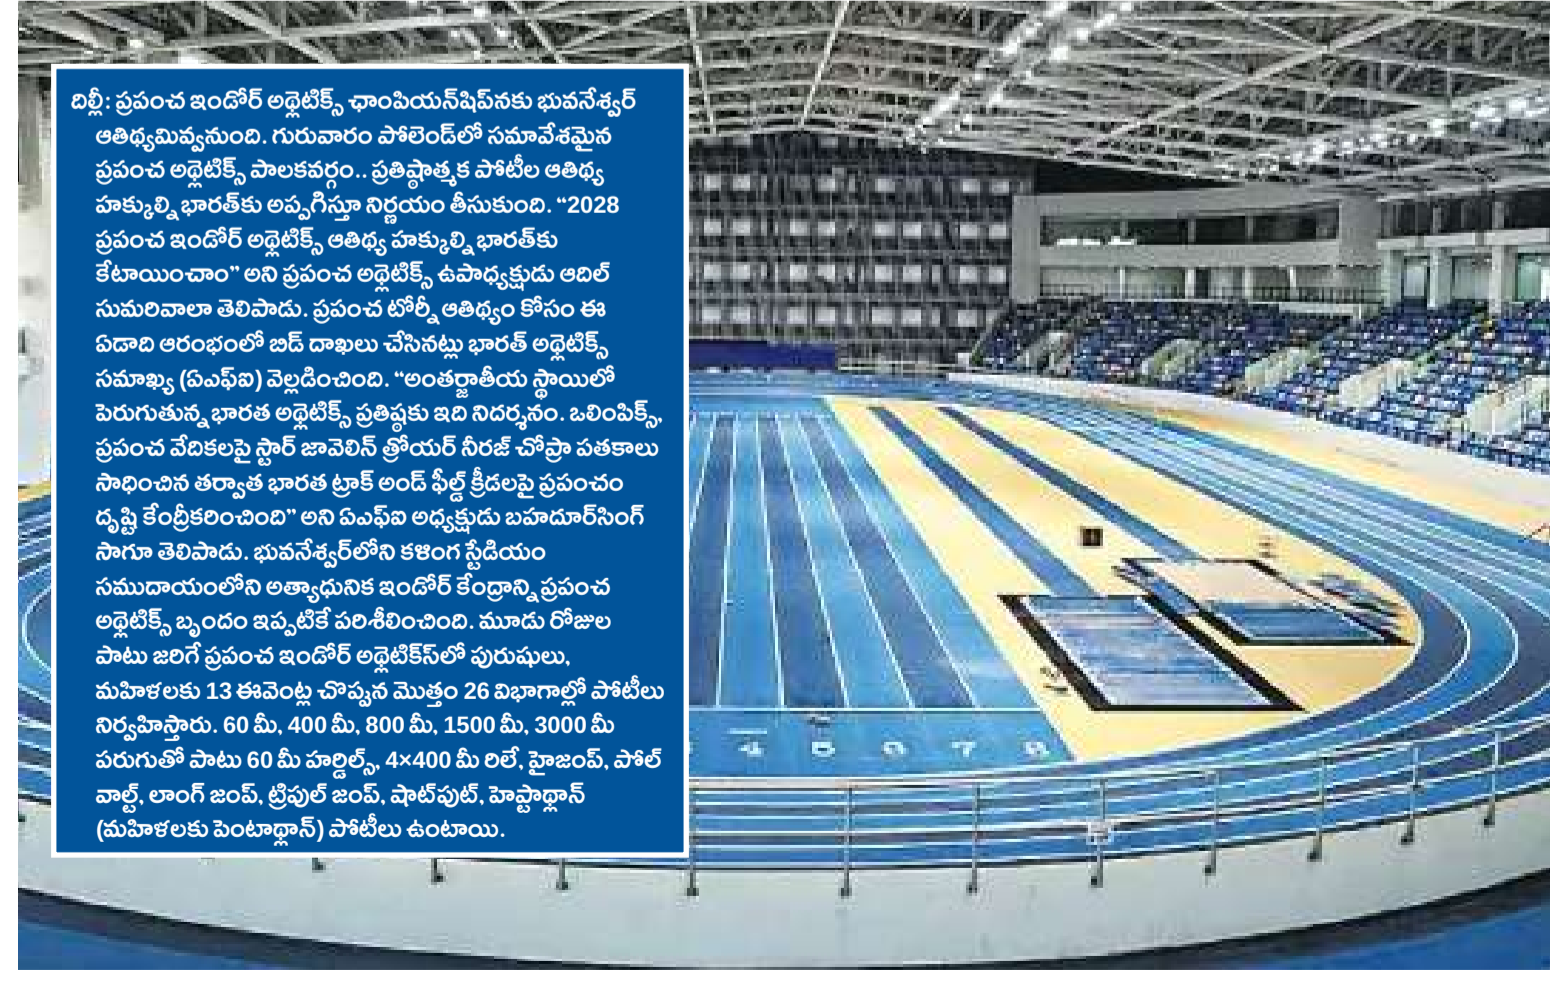 దిల్లీ: ప్రపంచ ఇండోర్ అథ్లెటిక్స్ ఛాంపియన్‌షిప్‌నకు భువనేశ్వర్
ఆతిథ్యమివ్వనుంది. గురువారం పోలెండ్‌లో సమావేశమైన
ప్రపంచ అథ్లెటిక్స్ పాలకవర్గం.. ప్రతిష్ఠాత్మక పోటీల ఆతిథ్య
హక్కుల్ని భారత్‌కు అప్పగిస్తూ నిర్ణయం తీసుకుంది. “2028
ప్రపంచ ఇండోర్ అథ్లెటిక్స్ ఆతిథ్య హక్కుల్ని భారత్‌కు
కేటాయించాం” అని ప్రపంచ అథ్లెటిక్స్ ఉపాధ్యక్షుడు ఆదిల్
సుమరివాలా తెలిపాడు. ప్రపంచ టోర్నీ ఆతిథ్యం కోసం ఈ
ఏడాది ఆరంభంలో బిడ్ దాఖలు చేసినట్లు భారత్ అథ్లెటిక్స్
సమాఖ్య (ఏఎఫ్ఐ) వెల్లడించింది. “అంతర్జాతీయ స్థాయిలో
పెరుగుతున్న భారత అథ్లెటిక్స్ ప్రతిష్ఠకు ఇది నిదర్శనం. ఒలింపిక్స్,
ప్రపంచ వేదికలపై స్టార్ జావెలిన్ త్రోయర్ నీరజ్ చోప్రా పతకాలు
సాధించిన తర్వాత భారత ట్రాక్ అండ్ ఫీల్డ్ క్రీడలపై ప్రపంచం
దృష్టి కేంద్రీకరించింది” అని ఏఎఫ్ఐ అధ్యక్షుడు బహదూర్‌సింగ్
సాగూ తెలిపాడు. భువనేశ్వర్‌లోని కళింగ స్టేడియం
సముదాయంలోని అత్యాధునిక ఇండోర్ కేంద్రాన్ని ప్రపంచ
అథ్లెటిక్స్ బృందం ఇప్పటికే పరిశీలించింది. మూడు రోజుల
పాటు జరిగే ప్రపంచ ఇండోర్ అథ్లెటిక్స్‌లో పురుషులు,
మహిళలకు 13 ఈవెంట్ల చొప్పున మొత్తం 26 విభాగాల్లో పోటీలు
నిర్వహిస్తారు. 60 మీ, 400 మీ, 800 మీ, 1500 మీ, 3000 మీ
పరుగుతో పాటు 60 మీ హర్డిల్స్, 4×400 మీ రిలే, హైజంప్, పోల్
వాల్ట్, లాంగ్ జంప్, ట్రిపుల్ జంప్, షాట్‌పుట్, హెప్టాథ్లాన్
(మహిళలకు పెంటాథ్లాన్) పోటీలు ఉంటాయి.
4 5 6 7 8